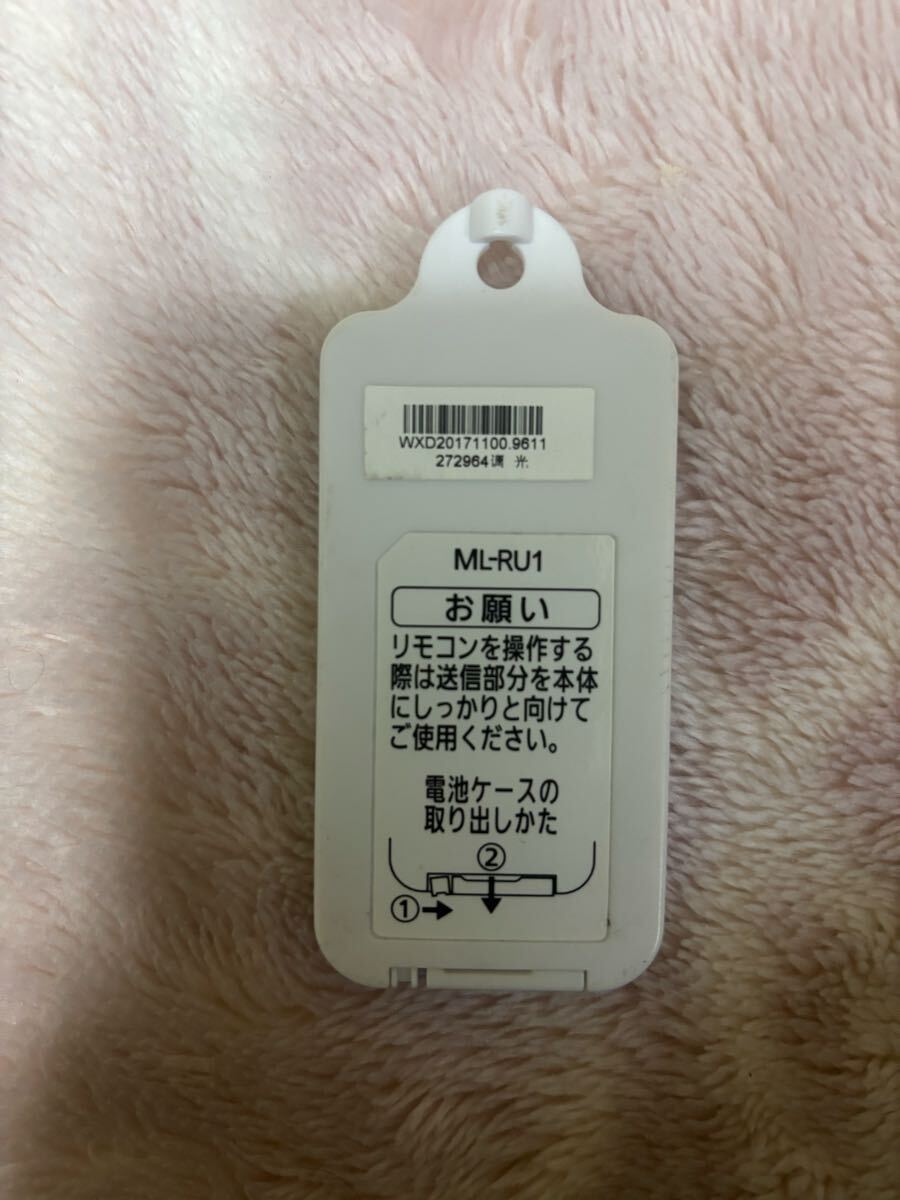 WXD20171100.9611
272964调 光
ML-RU1
お願い
リモコンを操作する
際は送信部分を本体
にしっかりと向けて
ご使用ください。
電池ケースの
取り出しかた
②
①